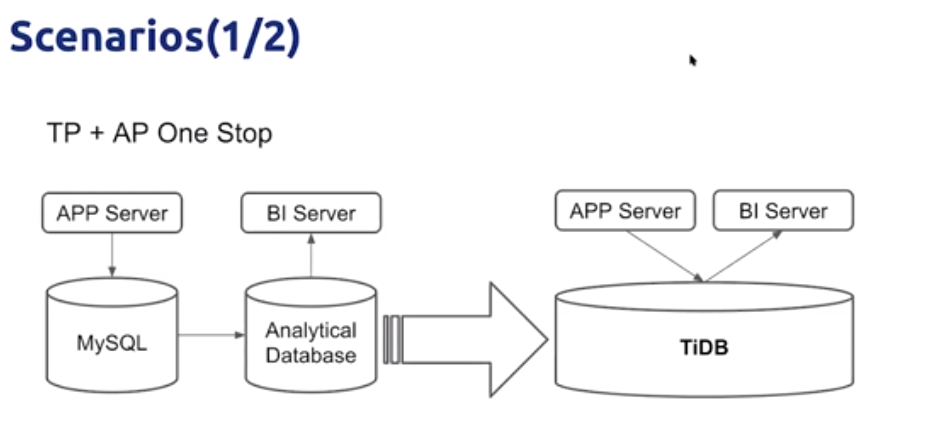 Scenarios(1/2)
TP + AP One Stop
APP Server
BI Server
MySQL
Analytical
Database
APP Server
BI Server
TiDB